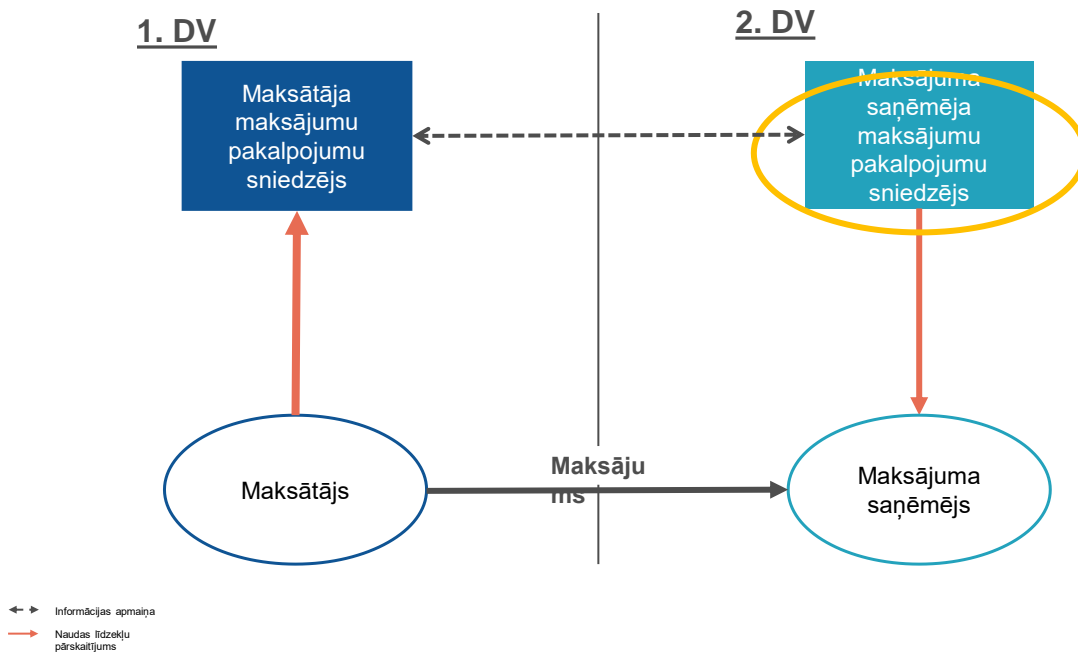 1. DV
2. DV
Maksātāja
maksājumu
pakalpojumu
sniedzējs
Maksājuma
saņēmēja
maksājumu
pakalpojumu
sniedzējs
Maksātājs
Maksāju
ms
Maksājuma
saņēmējs
Informācijas apmaiņa
Naudas līdzekļu
pārskaitījums